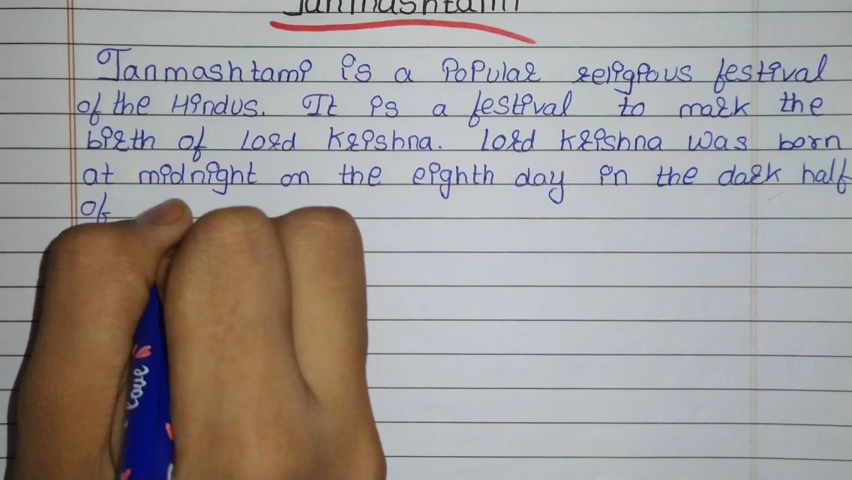 Janmashtami
Janmashtami is a Popular religious festival
of the Hindus. It is a festival to mark the
birth of Lord Krishna. Lord Krishna was born
at midnight on the eighth day in the dark half
of
love